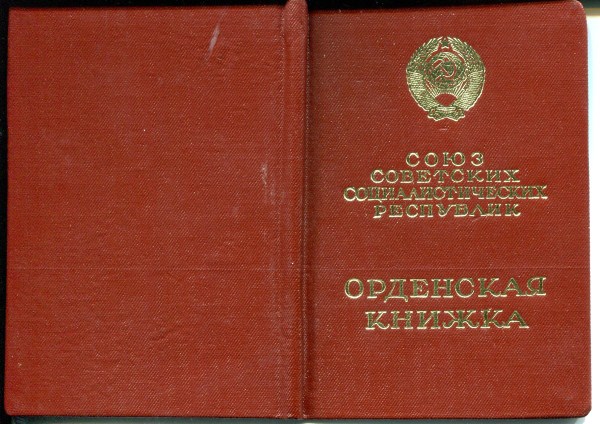 СОЮЗ
СОВЕТСКИХ
СОЦИАЛИСТИЧЕСКИХ
РЕСПУБЛИК
ОРДЕНСКАЯ
КНИЖКА